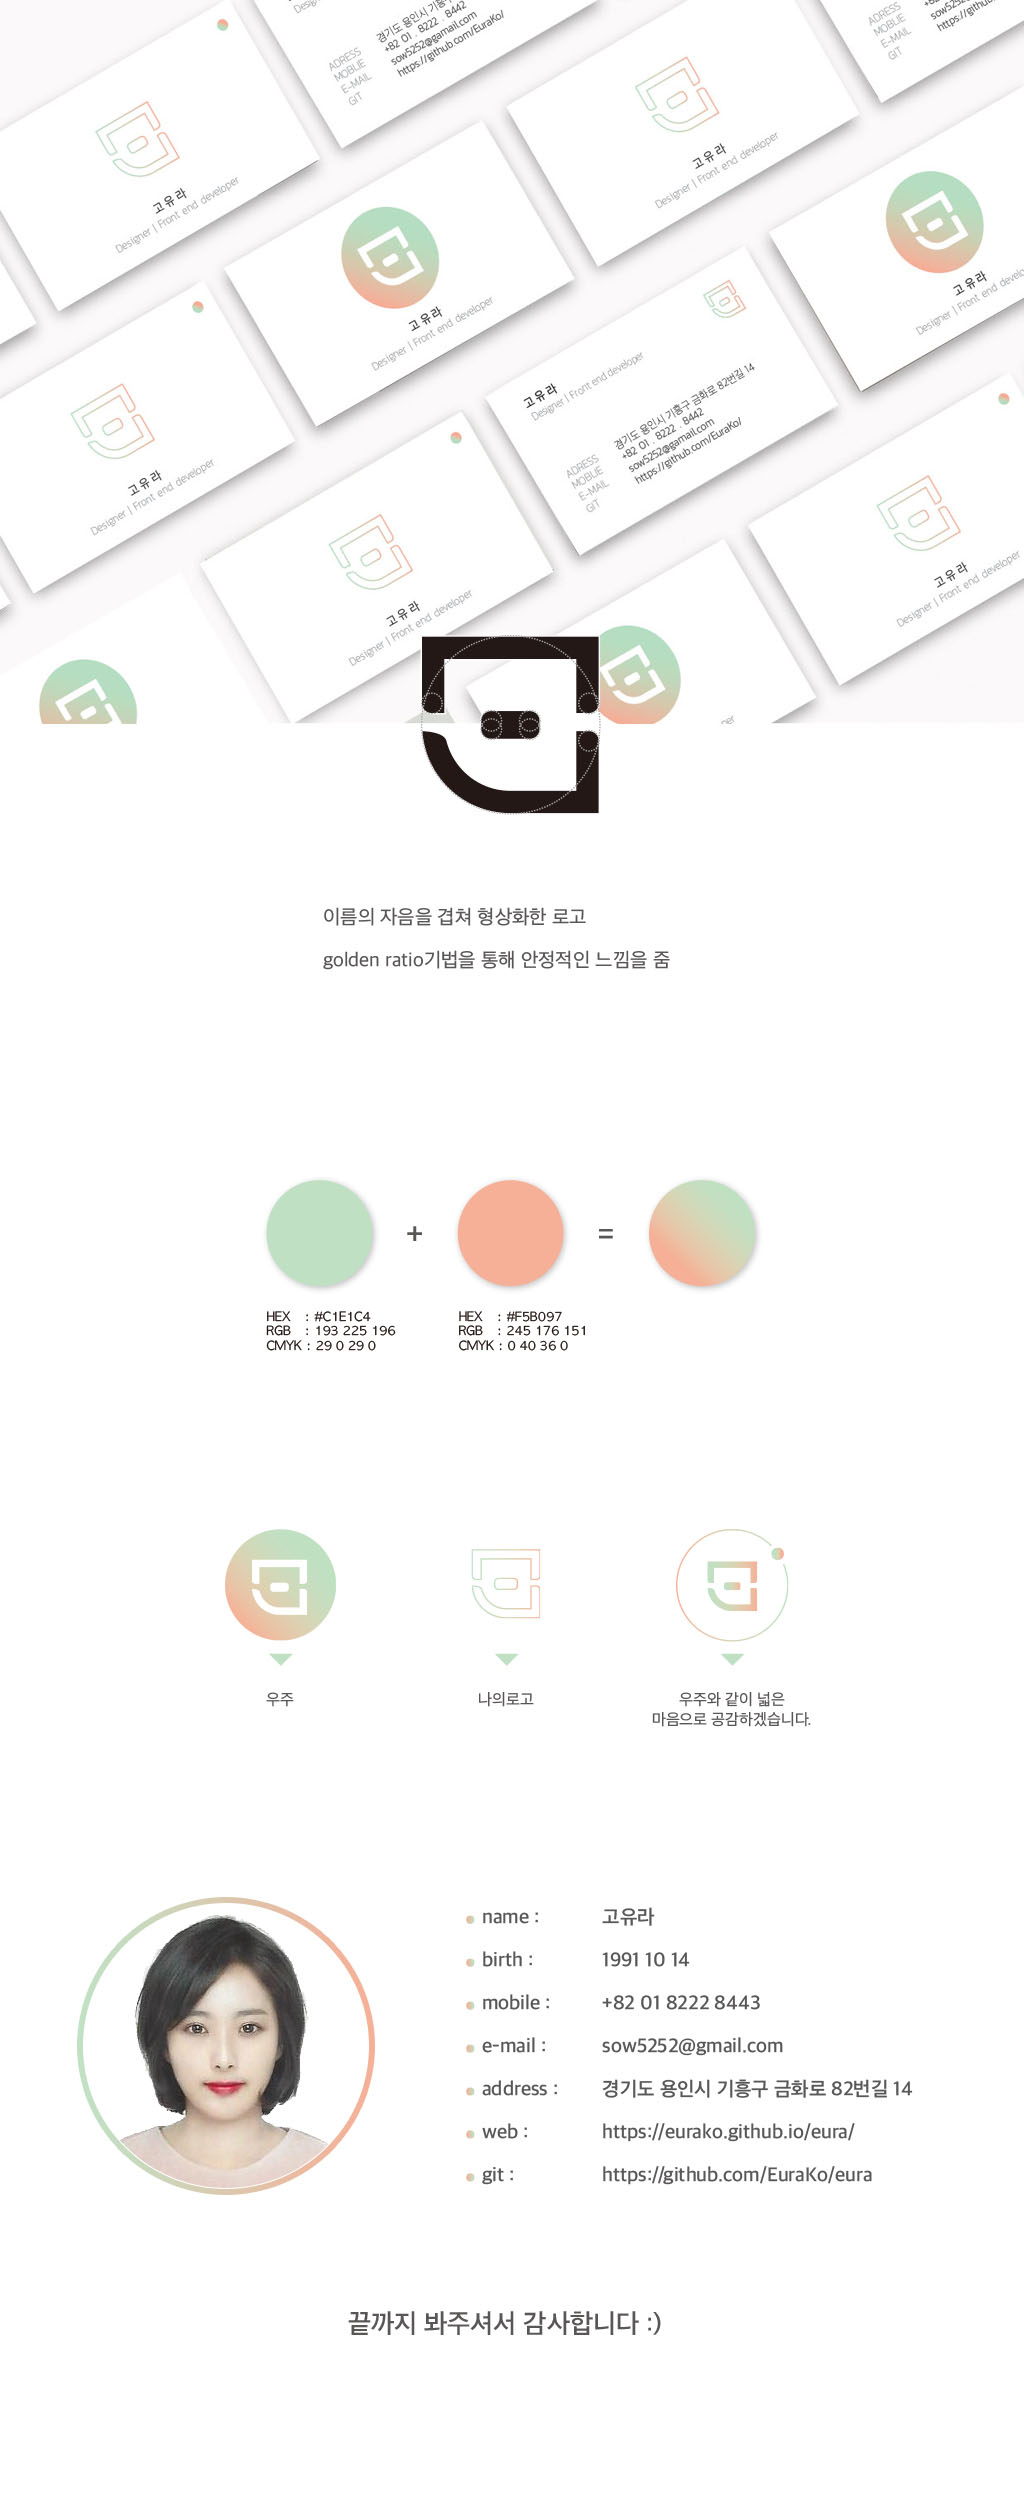 경기도 용인시 기흥구
+82 01 . 8222 . 8442
sow5252@gamail.com
https://github.com/EuraKo/
ADRESS
MOBLIE
E-MAIL
GIT
ADRESS
MOBLIE
E-MAIL
GIT
고유라
Designer | Front end developer
고유라
Designer | Front end developer
고유라
Designer | Front end developer
고유라
Designer | Front end
고유라
Designer | Front end developer
경기도 용인시 기흥구 금화로 82번길 14
+82 01 . 8222 . 8442
sow5252@gamail.com
https://github.com/EuraKo/
ADRESS
MOBLIE
E-MAIL
GIT
고유라
Designer | Front end developer
고유라
Designer | Front end developer
고유라
Designer | Front end developer
이름의 자음을 겹쳐 형상화한 로고
golden ratio기법을 통해 안정적인 느낌을 줌
+ =
HEX : #C1E1C4
RGB : 193 225 196
CMYK : 29 0 29 0
HEX : #F5B097
RGB : 245 176 151
CMYK : 0 40 36 0
우주
나의로고
우주와 같이 넓은
마음으로 공감하겠습니다.
name : 고유라
birth : 1991 10 14
mobile : +82 01 8222 8443
e-mail : sow5252@gmail.com
address : 경기도 용인시 기흥구 금화로 82번길 14
web : https://eurako.github.io/eura/
git : https://github.com/EuraKo/eura
끝까지 봐주셔서 감사합니다 :)